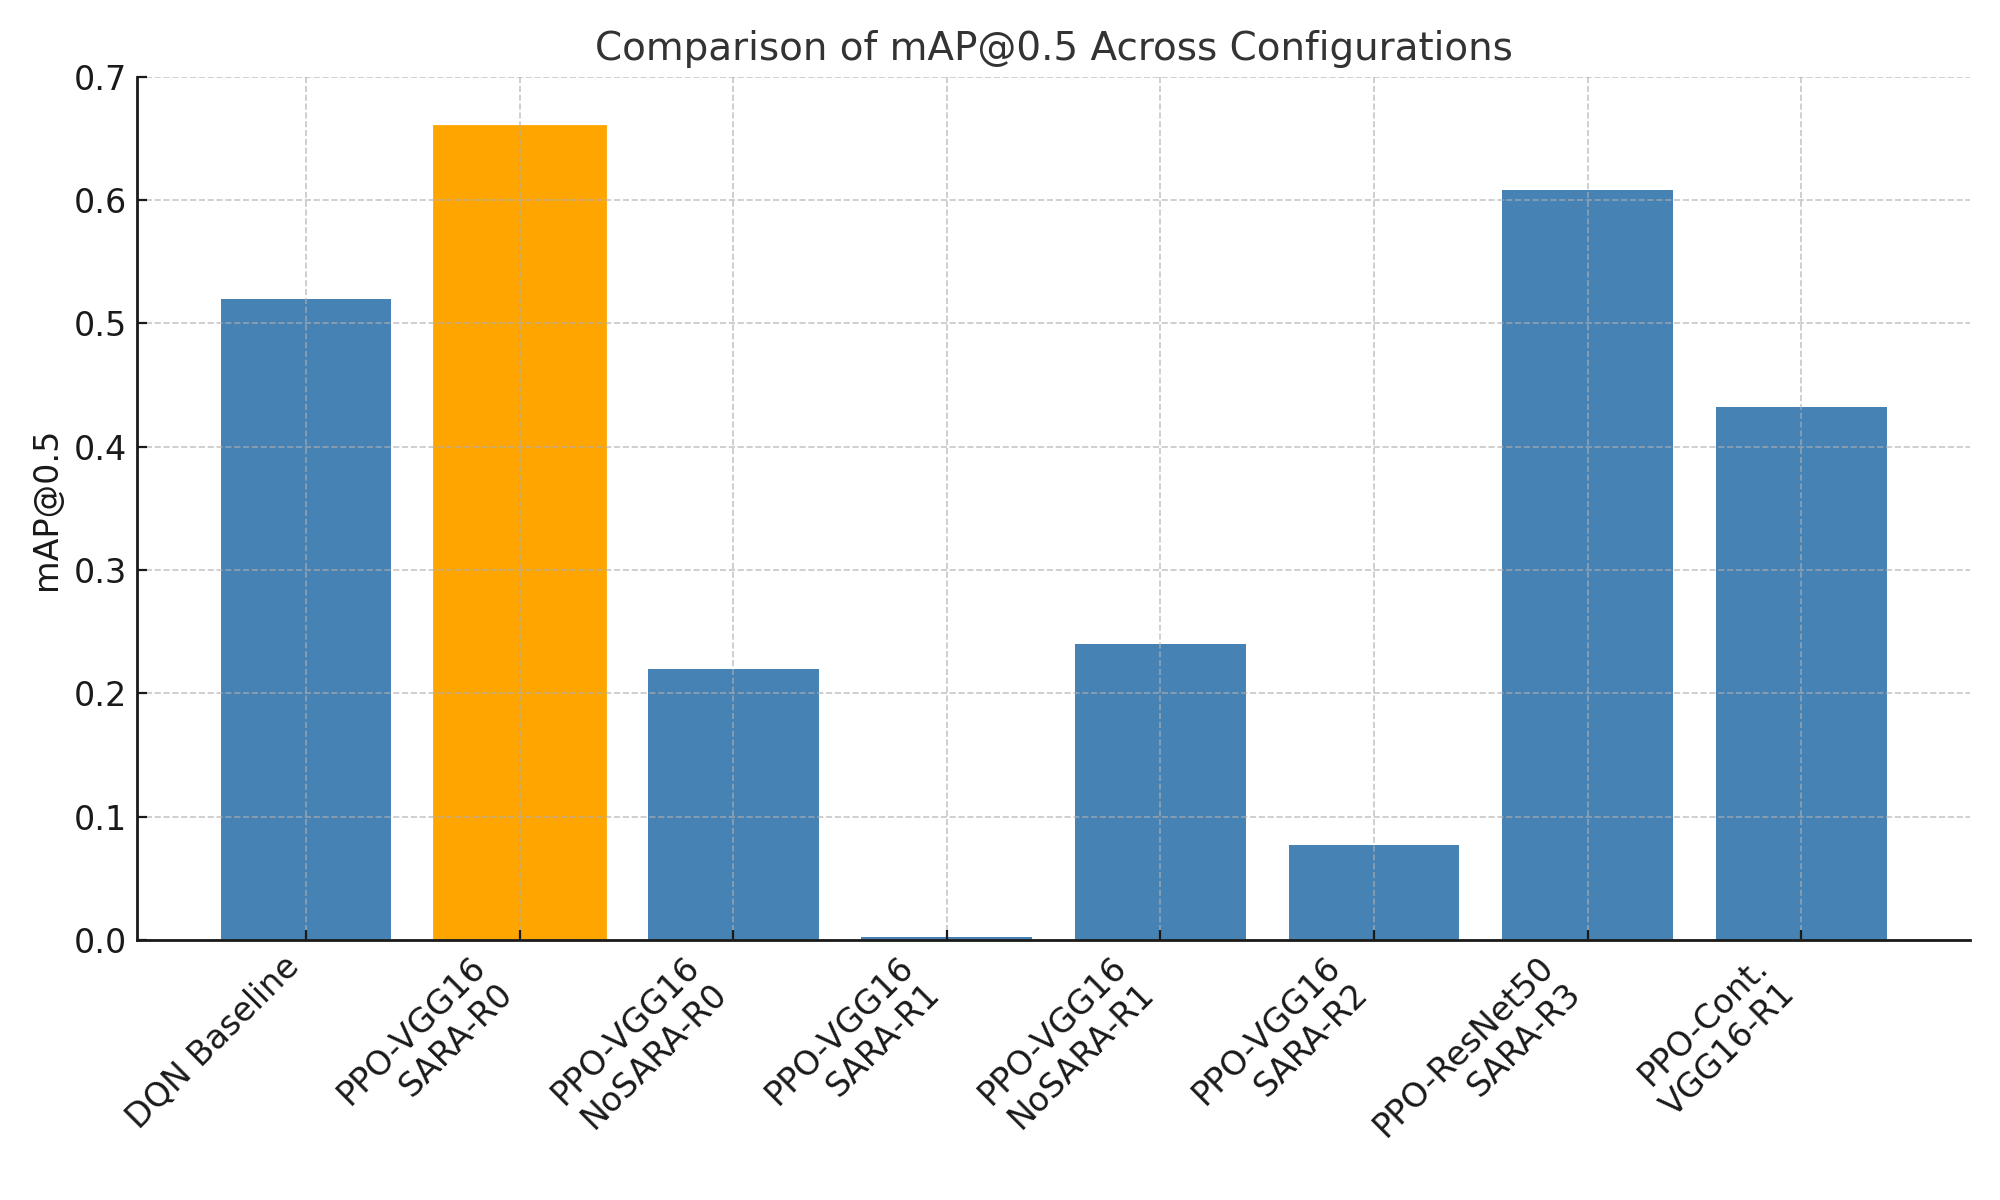 Comparison of mAP@0.5 Across Configurations
mAP@0.5
0.7
0.6
0.5
0.4
0.3
0.2
0.1
0.0
DQN Baseline
PPO-VGG16
SARA-R0
PPO-VGG16
NoSARA-R0
PPO-VGG16
SARA-R1
PPO-VGG16
NoSARA-R1
PPO-VGG16
SARA-R2
PPO-ResNet50
SARA-R3
PPO-Cont.
VGG16-R1